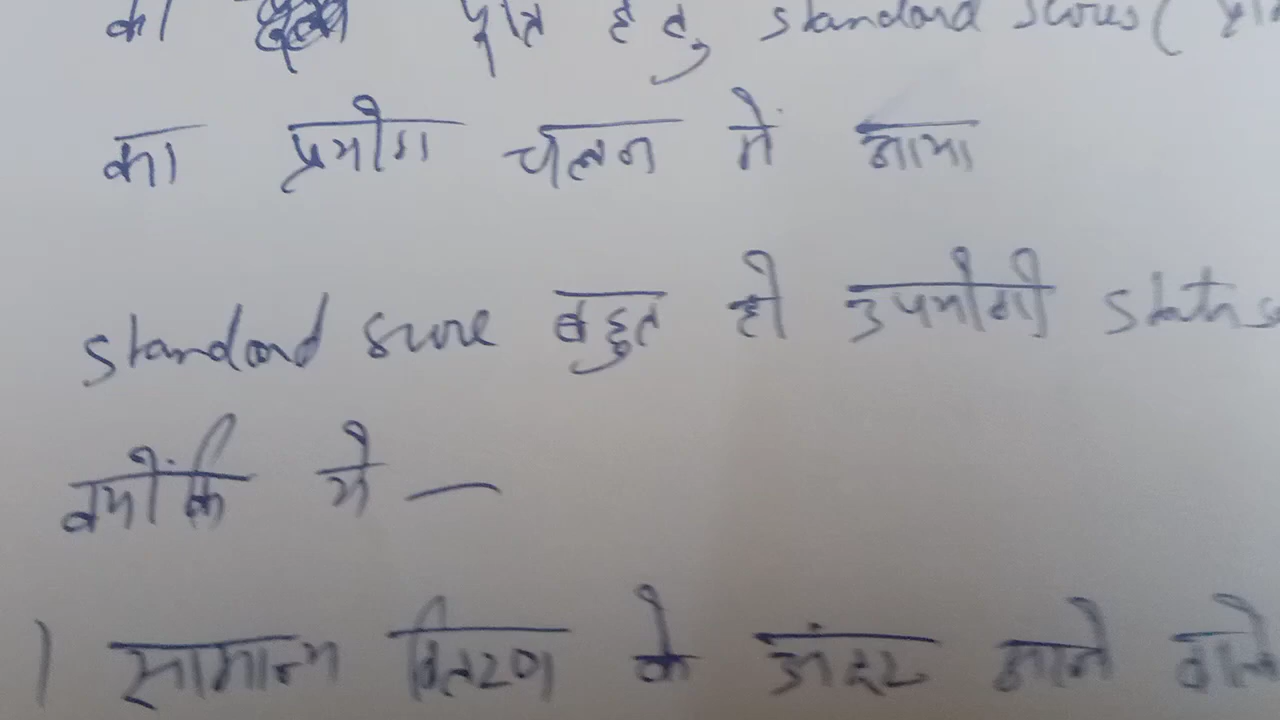 की पूर्ति हेतु standard scores (
का प्रयोग चलन में आया
standard score बहुत ही उपयोगी
क्योंकि ये —
1 सामान्य वितरण के अंदर आने वाले